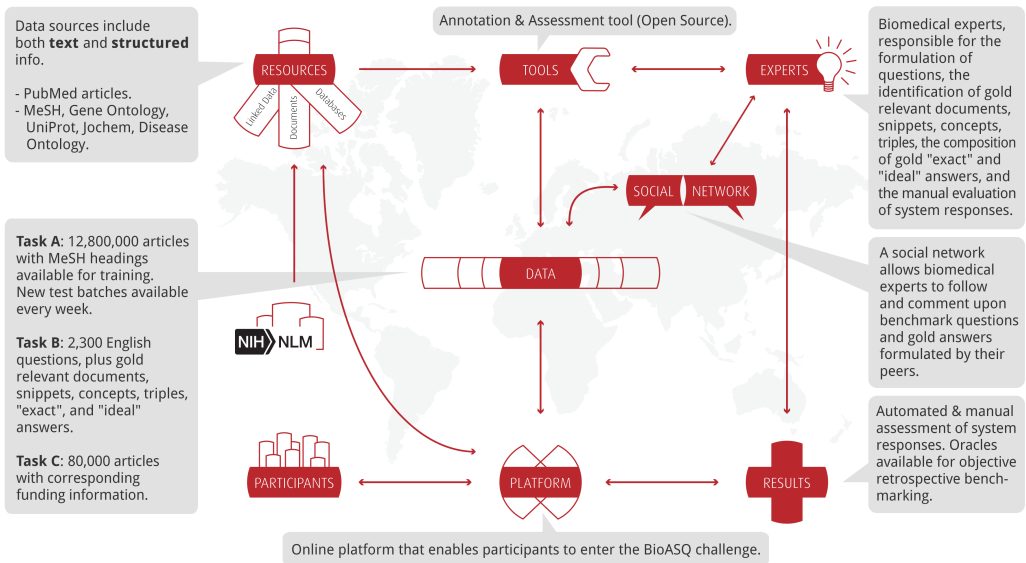 Data sources include
both text and structured
info.
- PubMed articles.
- MeSH, Gene Ontology,
UniProt, Jochem, Disease
Ontology.
RESOURCES
Linked Data
Documents
Databases
Annotation & Assessment tool (Open Source).
TOOLS
EXPERTS
Biomedical experts,
responsible for the
formulation of
questions, the
identification of gold
relevant documents,
snippets, concepts,
triples, the composition
of gold "exact" and
"ideal" answers, and
the manual evaluation
of system responses.
SOCIAL NETWORK
A social network
allows biomedical
experts to follow
and comment upon
benchmark questions
and gold answers
formulated by their
peers.
Task A: 12,800,000 articles
with MeSH headings
available for training.
New test batches available
every week.
Task B: 2,300 English
questions, plus gold
relevant documents,
snippets, concepts, triples,
"exact", and "ideal"
answers.
Task C: 80,000 articles
with corresponding
funding information.
DATA
NIH NLM
PARTICIPANTS
PLATFORM
RESULTS
Automated & manual
assessment of system
responses. Oracles
available for objective
retrospective bench-
marking.
Online platform that enables participants to enter the BioASQ challenge.